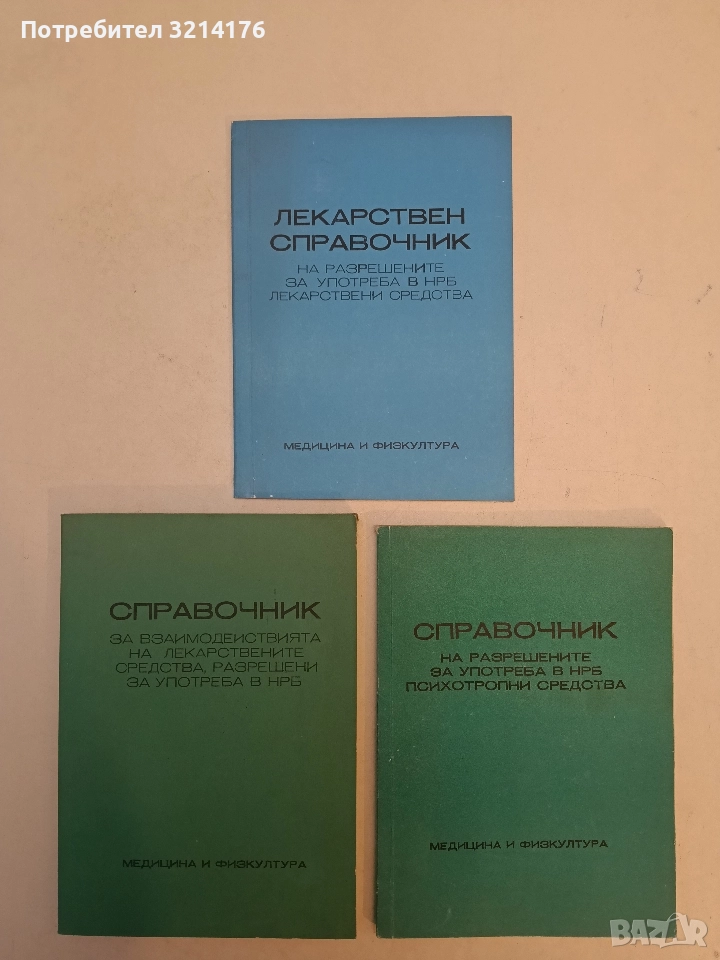 Потребител 3214176
ЛЕКАРСТВЕН
СПРАВОЧНИК
НА РАЗРЕШЕНИТЕ
ЗА УПОТРЕБА В НРБ
ЛЕКАРСТВЕНИ СРЕДСТВА
МЕДИЦИНА И ФИЗКУЛТУРА
СПРАВОЧНИК
ЗА ВЗАИМОДЕЙСТВИЯТА
НА ЛЕКАРСТВЕНИТЕ
СРЕДСТВА, РАЗРЕШЕНИ
ЗА УПОТРЕБА В НРБ
МЕДИЦИНА И ФИЗКУЛТУРА
СПРАВОЧНИК
НА РАЗРЕШЕНИТЕ
ЗА УПОТРЕБА В НРБ
ПСИХОТРОПНИ СРЕДСТВА
МЕДИЦИНА И ФИЗКУЛТУРА
BAZAR